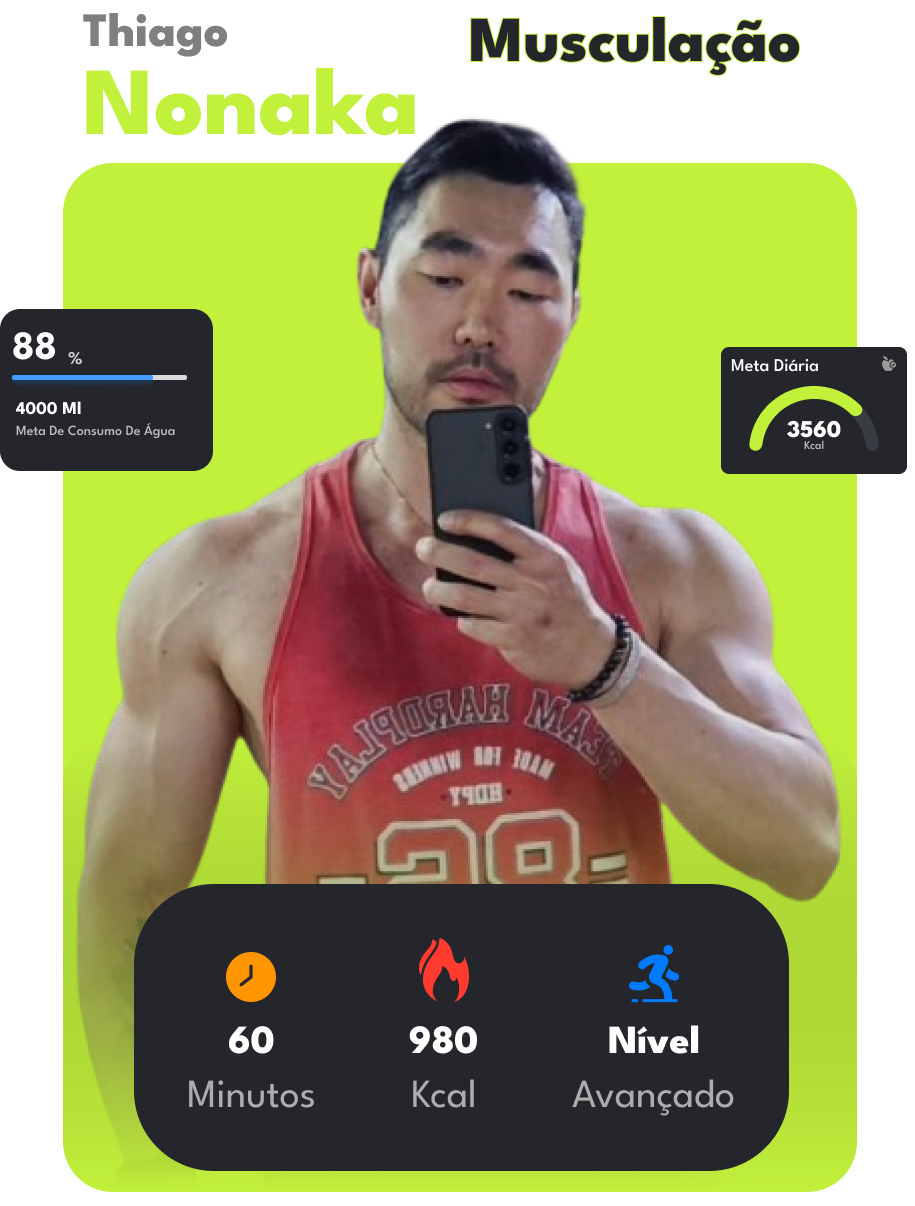 Thiago
Nonaka
Musculação
88 %
4000 Ml
Meta De Consumo De Água
Meta Diária
3560
Kcal
TEAM HARDPLAY
MADE FOR WINNERS
HDPY
-28-
60
Minutos
980
Kcal
Nível
Avançado